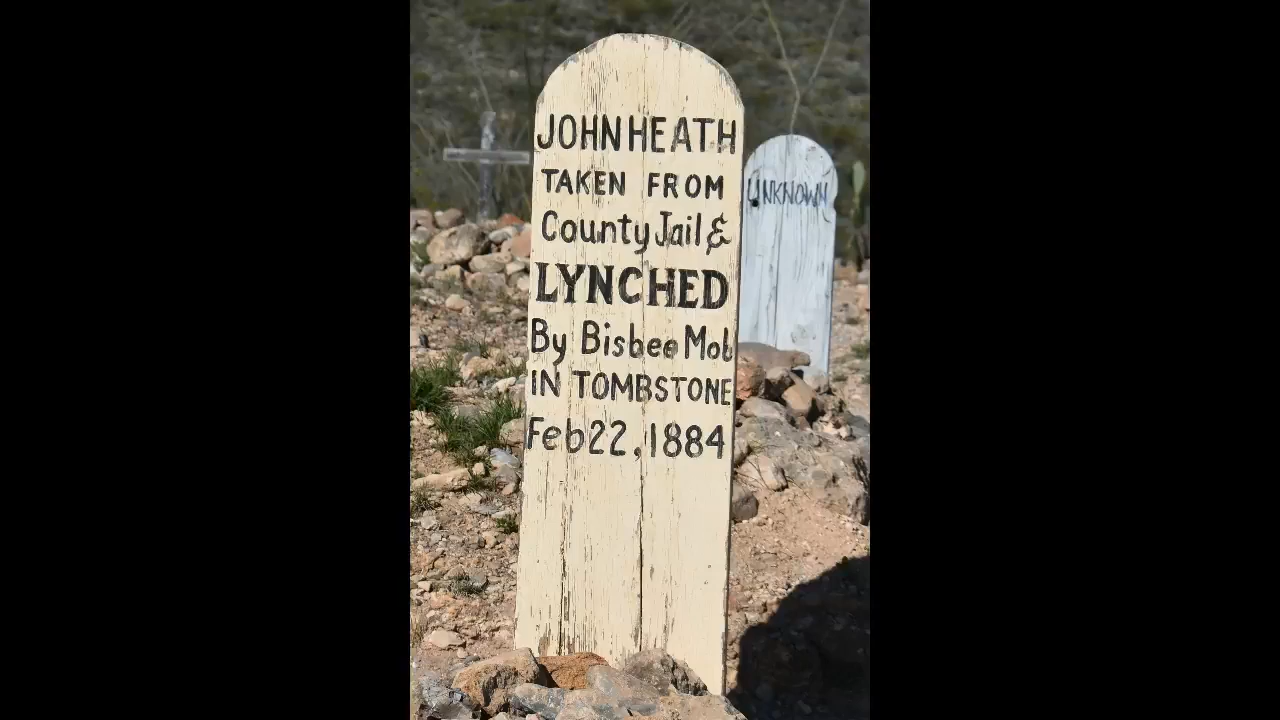 JOHN HEATH
TAKEN FROM
County Jail &
LYNCHED
By Bisbee Mob
IN TOMBSTONE
Feb 22, 1884
UNKNOWN